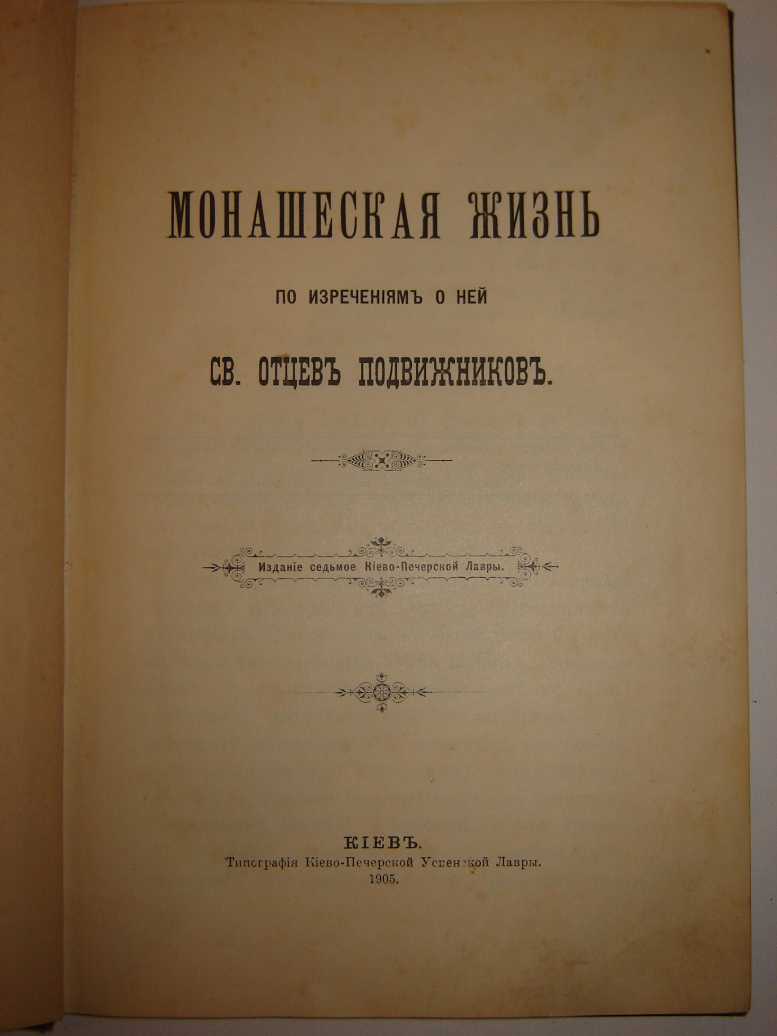 МОНАШЕСКАЯ ЖИЗНЬ
ПО ИЗРЕЧЕНІЯМЪ О НЕЙ
СВ. ОТЦЕВЪ ПОДВИЖНИКОВЪ.
Изданіе седьмое Кіево-Печерской Лавры.
КІЕВЪ.
Типографія Кіево-Печерской Успенской Лавры.
1905.